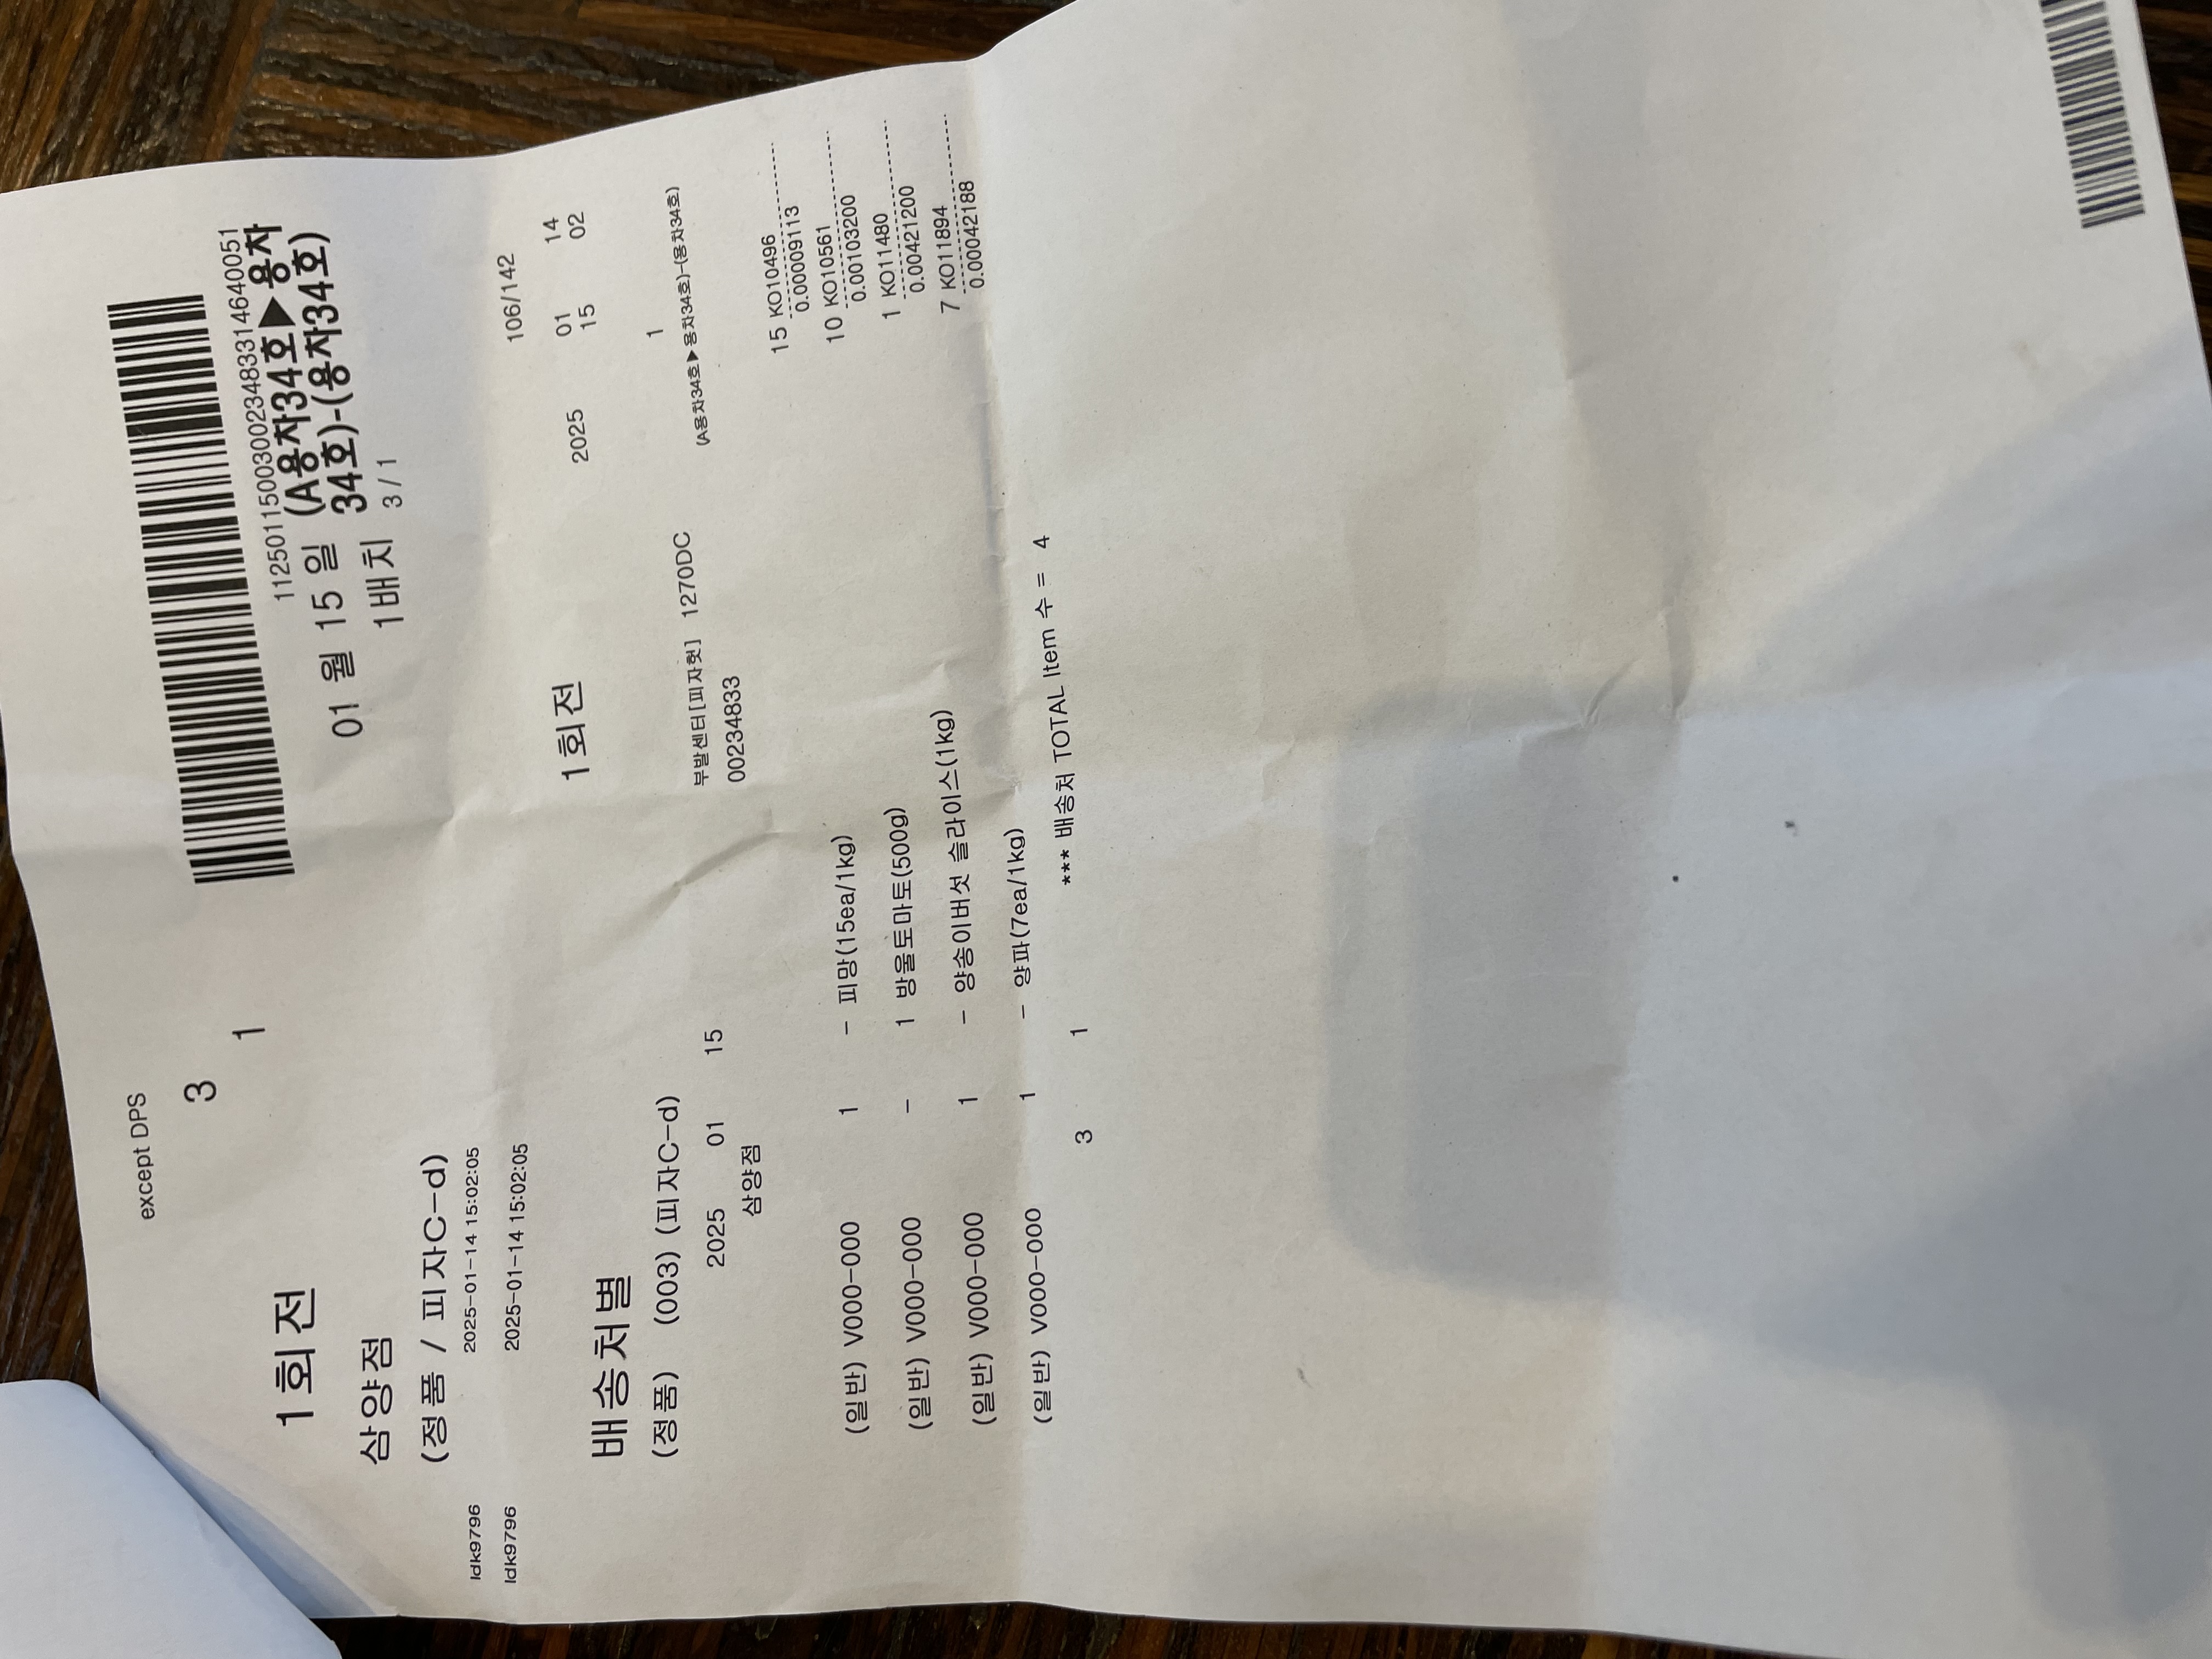 except DPS
3
1
1회전
112501115003002348331464005​1
01 월 15 일 (A용차34호▶용차
34호)-(용차34호)
삼양점
1배치 3 / 1
(정품 / 피자C-d)
ldk9796 2025-01-14 15:02:05
ldk9796 2025-01-14 15:02:05
106/142
배송처별 1회전 2025 01 14
15 02
(정품) (003) (피자C-d) 1
2025 01 15 부발센터[피자헛] 1270DC (A용차34호▶용차34호)-(용차34호)
삼양점 00234833
(일반) V000-000 1 - 피망(15ea/1kg) 15 KO10496
0.00009113
(일반) V000-000 - 1 방울토마토(500g) 10 KO10561
0.00103200
(일반) V000-000 1 - 양송이버섯 슬라이스(1kg) 1 KO11480
0.00421200
(일반) V000-000 1 - 양파(7ea/1kg) 7 KO11894
0.00042188
3 1 *** 배송처 TOTAL Item 수 = 4